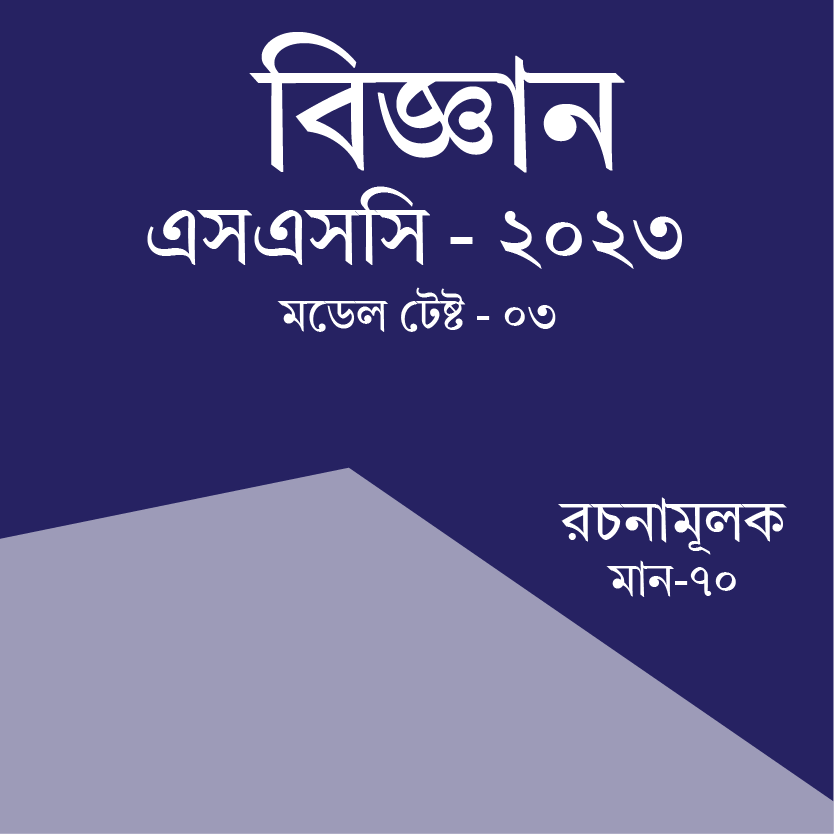 বিজ্ঞান
এসএসসি - ২০২৩
মডেল টেষ্ট - ০৩
রচনামূলক
মান-৭০